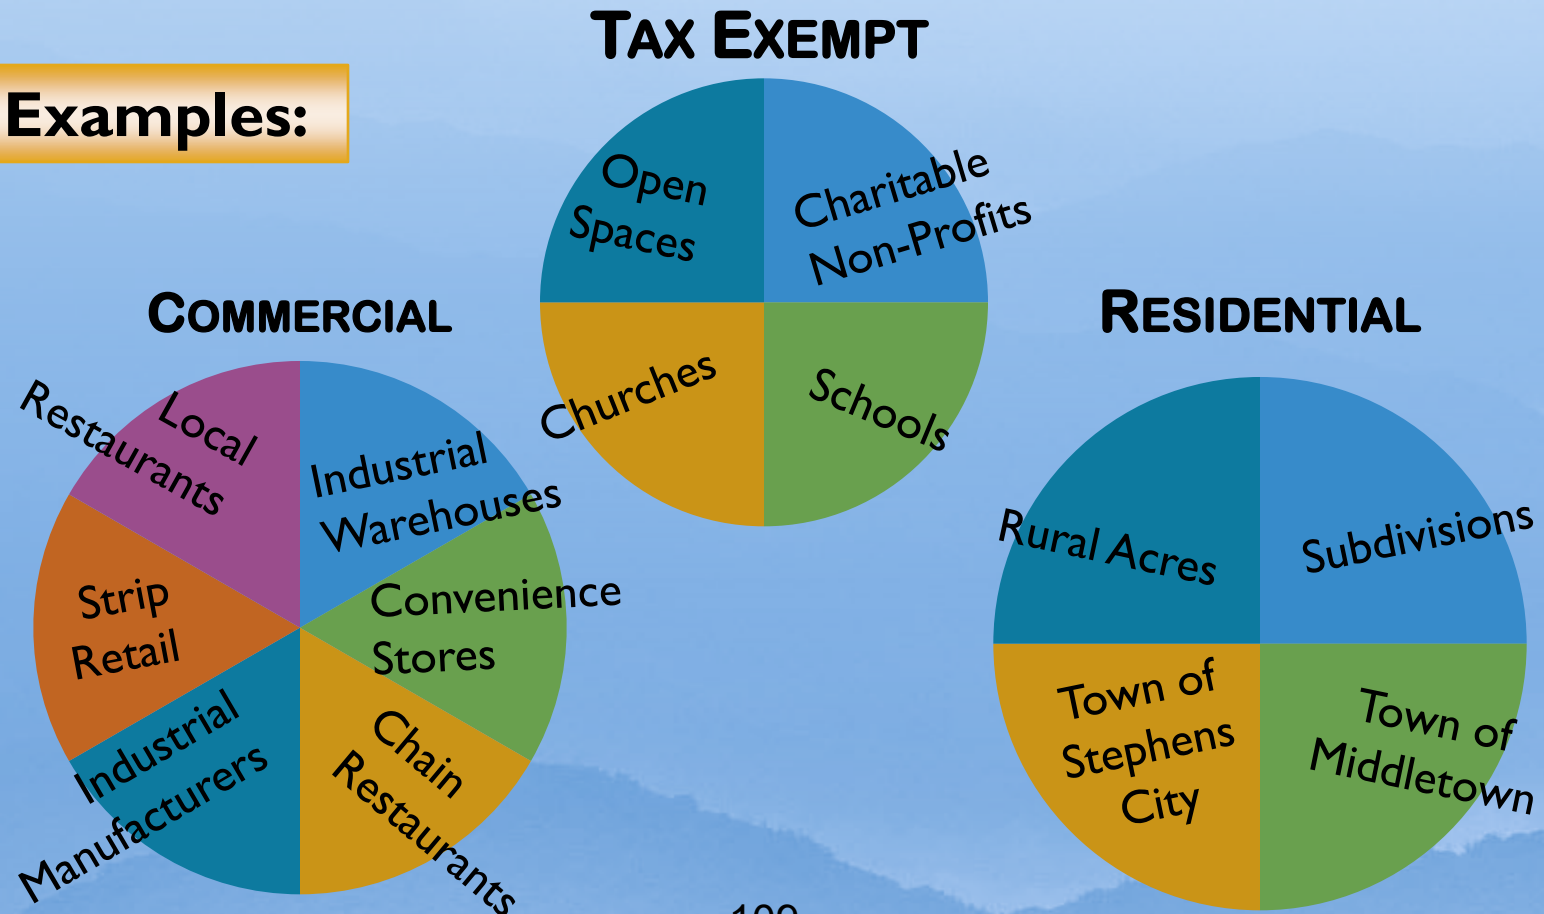 TAX EXEMPT
Examples:
Open
Spaces
Charitable
Non-Profits
Churches
Schools
COMMERCIAL
Local
Restaurants
Industrial
Warehouses
Strip
Retail
Convenience
Stores
Industrial
Manufacturers
Chain
Restaurants
RESIDENTIAL
Rural Acres
Subdivisions
Town of
Stephens
City
Town of
Middletown